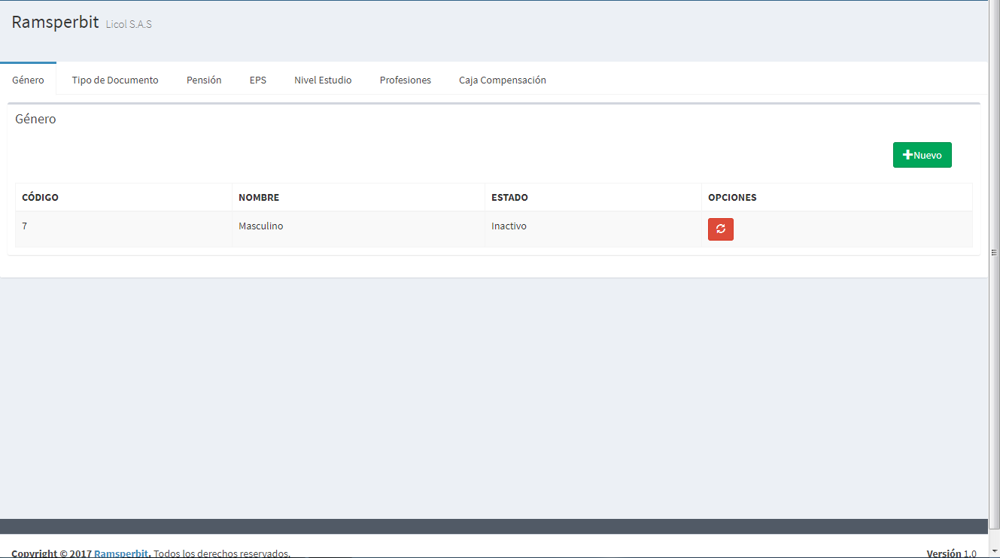 Ramsperbit Licol S.A.S
Género Tipo de Documento Pensión EPS Nivel Estudio Profesiones Caja Compensación
Género
Nuevo
CÓDIGO NOMBRE ESTADO OPCIONES
7 Masculino Inactivo
Copyright © 2017 Ramsperbit. Todos los derechos reservados. Versión 1.0